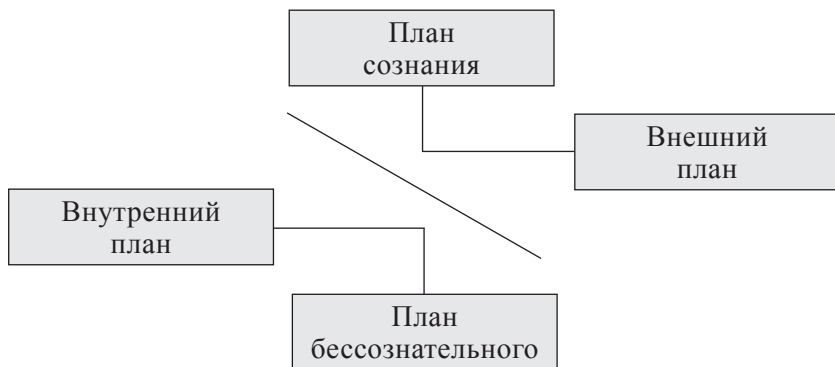 План
сознания
Внешний
план
Внутренний
план
План
бессознательного